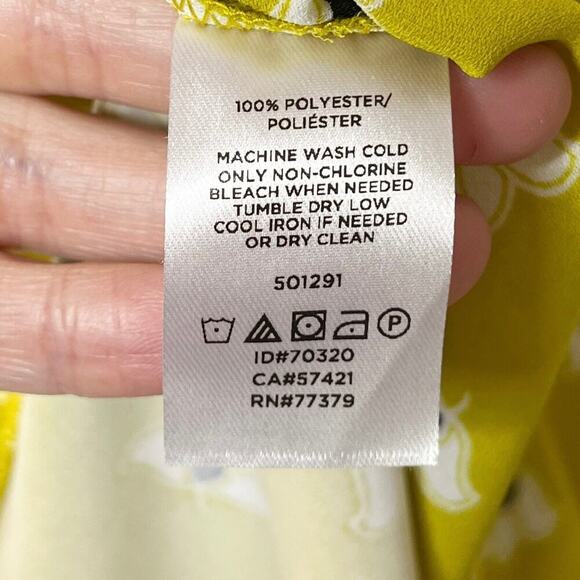 100% POLYESTER/
POLIÉSTER
MACHINE WASH COLD
ONLY NON-CHLORINE
BLEACH WHEN NEEDED
TUMBLE DRY LOW
COOL IRON IF NEEDED
OR DRY CLEAN
501291
P
ID#70320
CA#57421
RN#77379